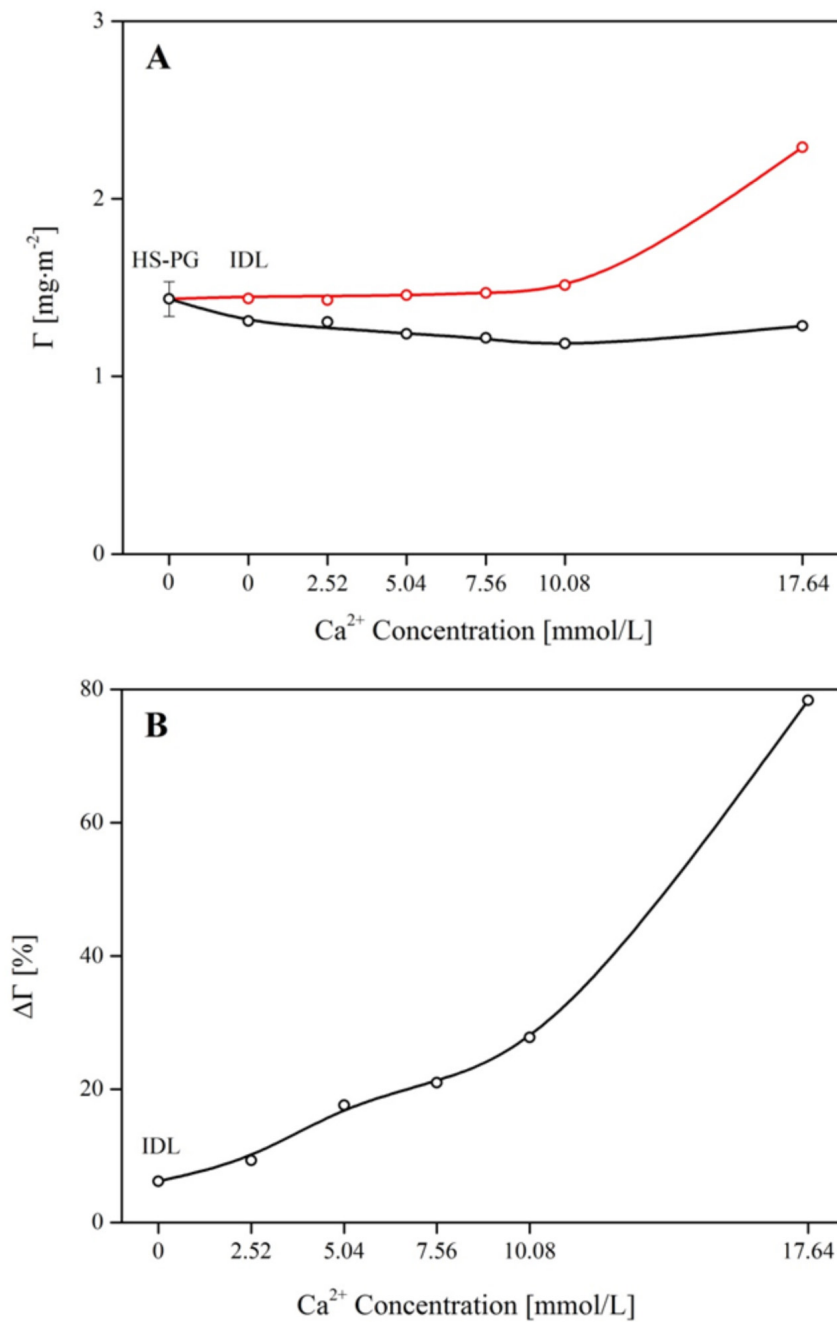 3
A
2
HS-PG IDL
Γ [mg·m⁻²]
1
0
0 0 2.52 5.04 7.56 10.08 17.64
Ca²⁺ Concentration [mmol/L]
80
B
60
ΔΓ [%]
40
20
IDL
0
0 2.52 5.04 7.56 10.08 17.64
Ca²⁺ Concentration [mmol/L]